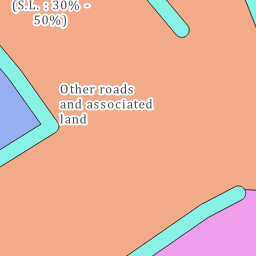 (S.L. : 30% -
50%)
Other roads
and associated
land